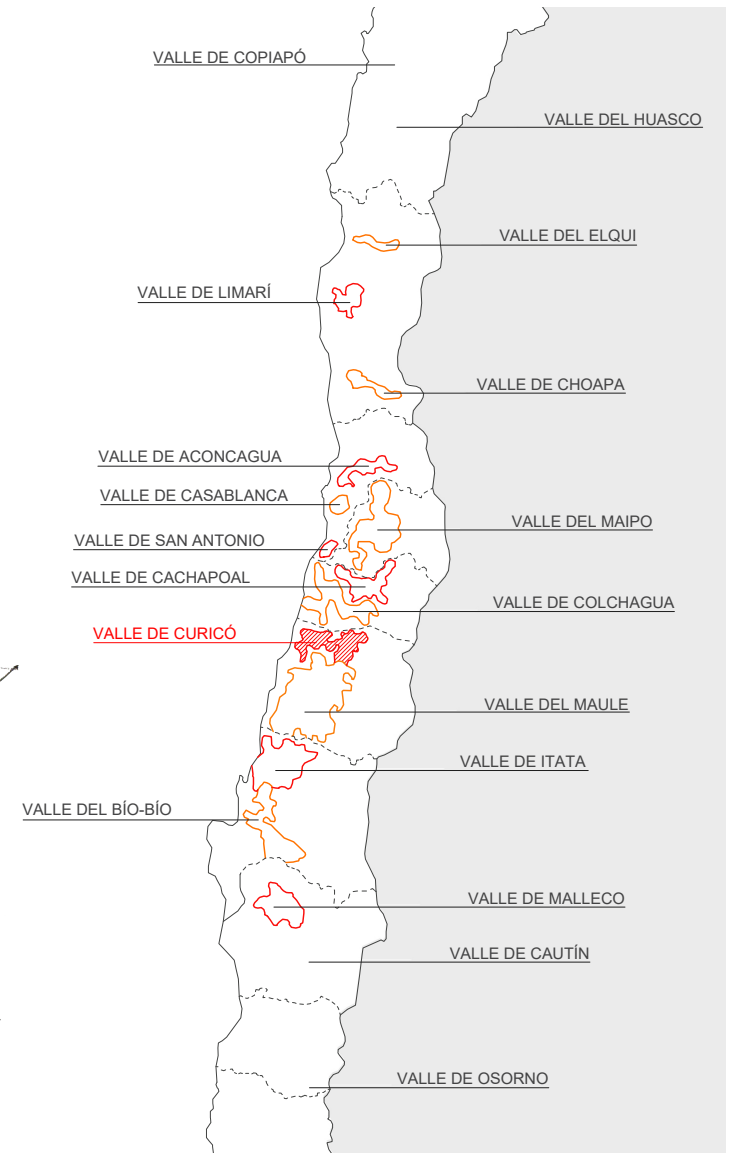 VALLE DE COPIAPÓ
VALLE DEL HUASCO
VALLE DEL ELQUI
VALLE DE LIMARÍ
VALLE DE CHOAPA
VALLE DE ACONCAGUA
VALLE DE CASABLANCA
VALLE DEL MAIPO
VALLE DE SAN ANTONIO
VALLE DE CACHAPOAL
VALLE DE COLCHAGUA
VALLE DE CURICÓ
VALLE DEL MAULE
VALLE DE ITATA
VALLE DEL BÍO-BÍO
VALLE DE MALLECO
VALLE DE CAUTÍN
VALLE DE OSORNO